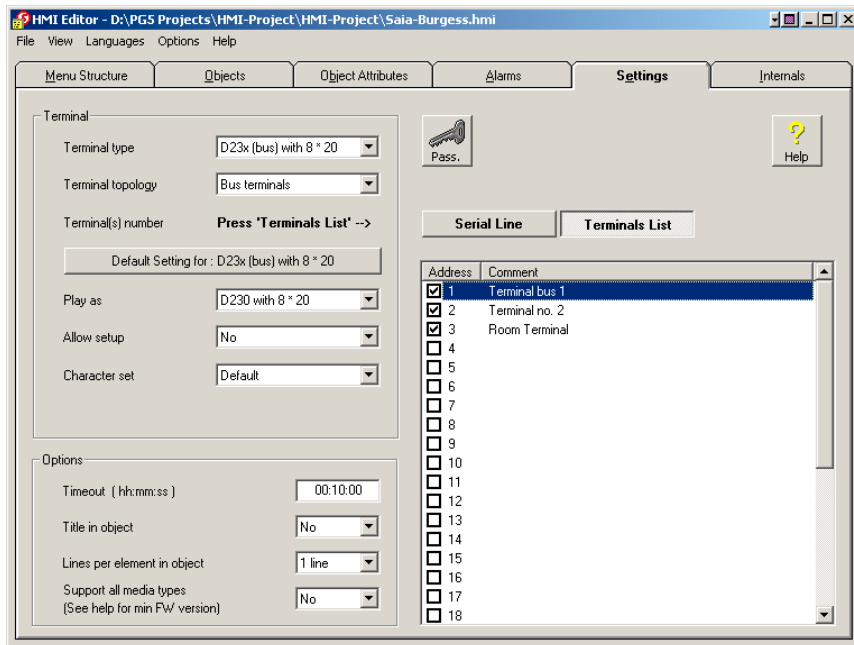 HMI Editor - D:\PG5 Projects\HMI-Project\HMI-Project\Saia-Burgess.hmi
File View Languages Options Help
Menu Structure Objects Object Attributes Alarms Settings Internals
Terminal
Terminal type D23x (bus) with 8 * 20
Terminal topology Bus terminals
Terminal(s) number Press 'Terminals List' -->
Default Setting for : D23x (bus) with 8 * 20
Play as D230 with 8 * 20
Allow setup No
Character set Default
Options
Timeout ( hh:mm:ss ) 00:10:00
Title in object No
Lines per element in object 1 line
Support all media types
(See help for min FW version) No
Pass. Help
Serial Line Terminals List
Address Comment
1 Terminal bus 1
2 Terminal no. 2
3 Room Terminal
4
5
6
7
8
9
10
11
12
13
14
15
16
17
18